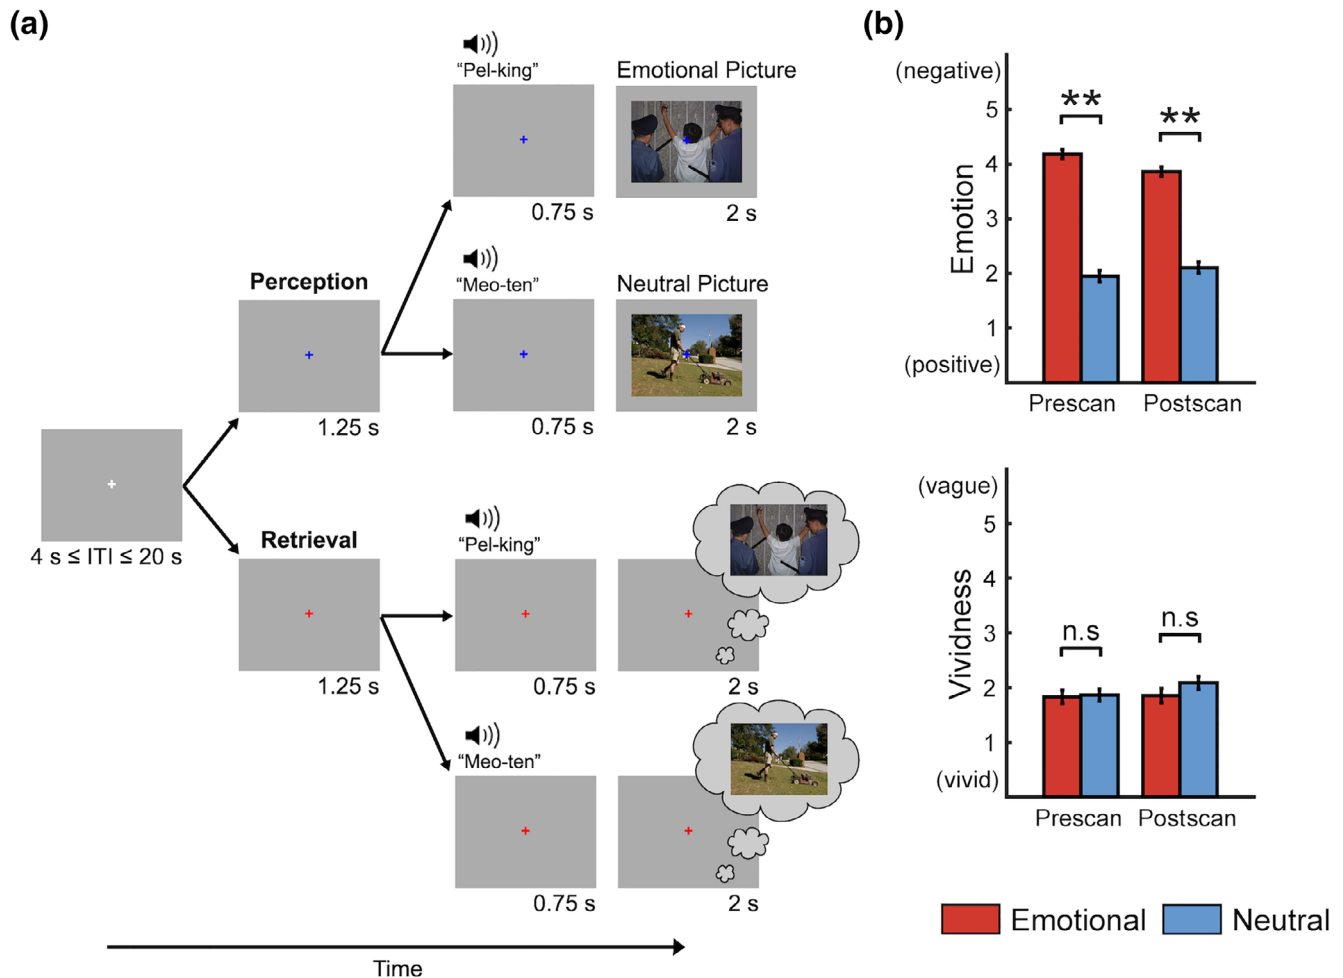 (a)
“Pel-king”
Emotional Picture
0.75 s
2 s
“Meo-ten”
Neutral Picture
Perception
1.25 s
0.75 s
2 s
4 s ≤ ITI ≤ 20 s
Retrieval
“Pel-king”
1.25 s
0.75 s
2 s
“Meo-ten”
0.75 s
2 s
Time
(b)
(negative)
5
4
3
2
1
(positive)
Emotion
**
**
Prescan
Postscan
(vague)
5
4
3
2
1
(vivid)
Vividness
n.s
n.s
Prescan
Postscan
Emotional
Neutral